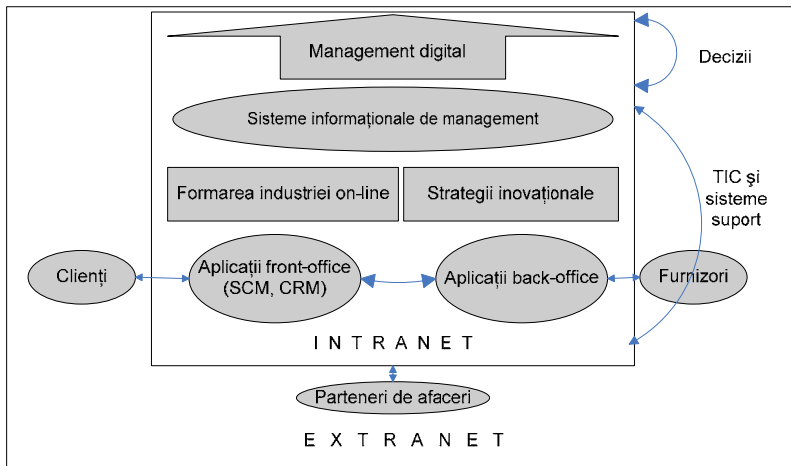 Management digital
Decizii
Sisteme informaționale de management
Formarea industriei on-line
Strategii inovaționale
TIC şi
sisteme
suport
Clienți
Aplicații front-office
(SCM, CRM)
Aplicații back-office
Furnizori
I N T R A N E T
Parteneri de afaceri
E X T R A N E T